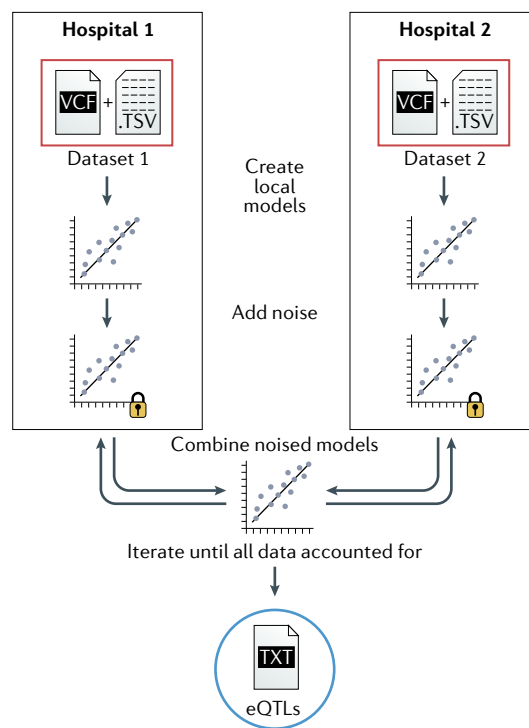 Hospital 1
VCF + .TSV
Dataset 1
Hospital 2
VCF + .TSV
Dataset 2
Create
local
models
Add noise
Combine noised models
Iterate until all data accounted for
TXT
eQTLs